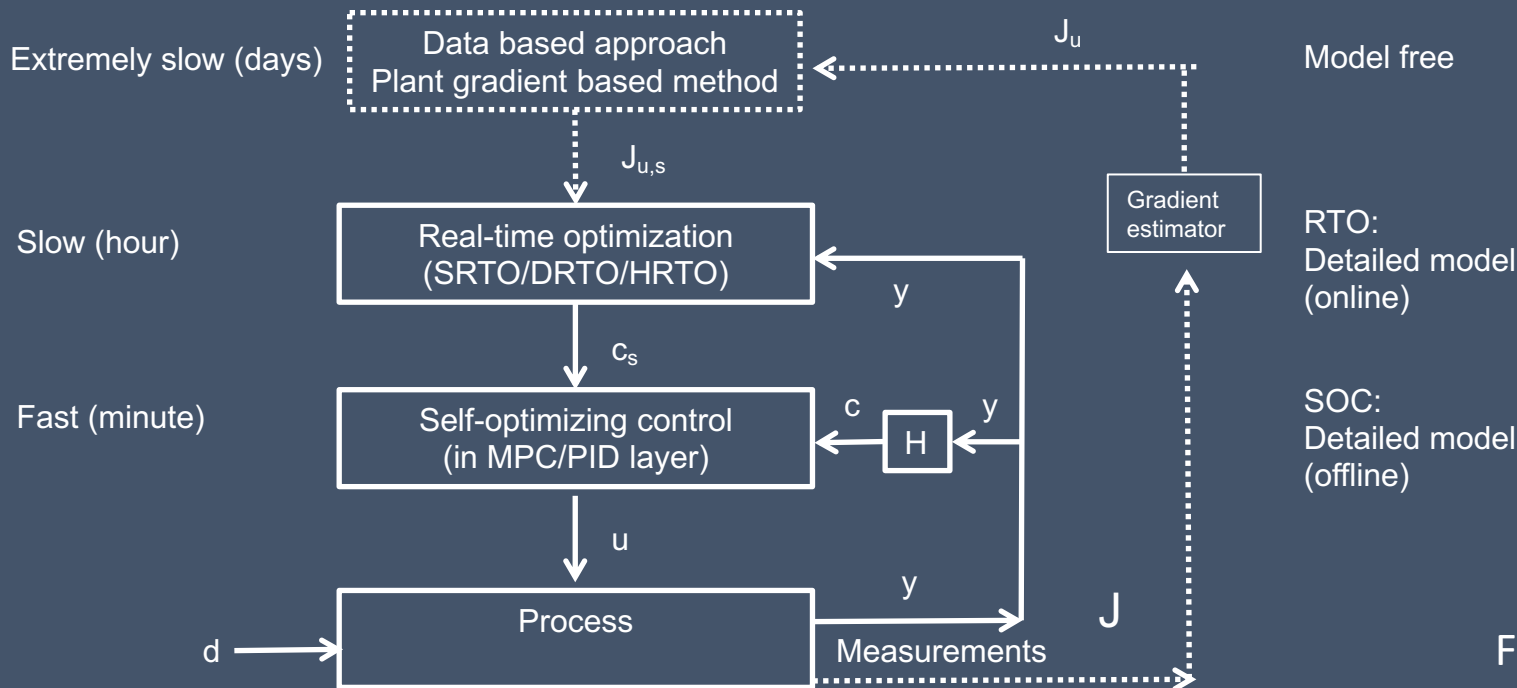 Extremely slow (days)
Data based approach
Plant gradient based method
J_u
Model free
J_u,s
Gradient
estimator
Slow (hour)
Real-time optimization
(SRTO/DRTO/HRTO)
y
RTO:
Detailed model
(online)
c_s
Fast (minute)
Self-optimizing control
(in MPC/PID layer)
c
H
y
SOC:
Detailed model
(offline)
u
Process
y
J
d
Measurements
F